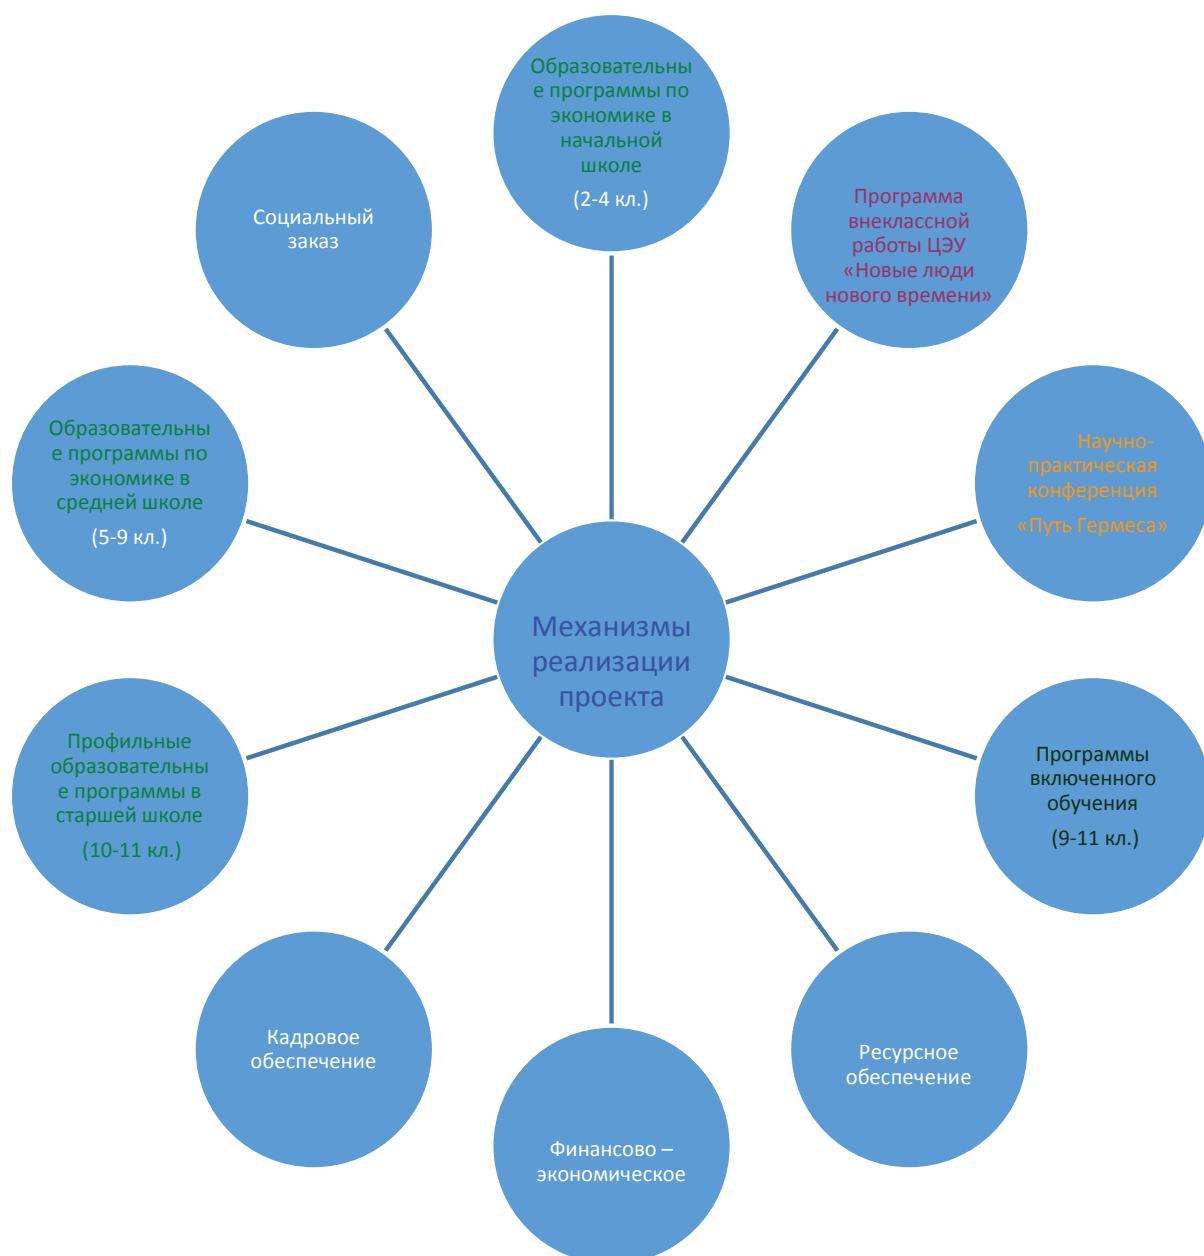 Образовательны
е программы по
экономике в
начальной
школе
(2-4 кл.)
Программа
внеклассной
работы ЦЭУ
«Новые люди
нового времени»
Научно-
практическая
конференция
«Путь Гермеса»
Программы
включенного
обучения
(9-11 кл.)
Ресурсное
обеспечение
Финансово –
экономическое
Кадровое
обеспечение
Профильные
образовательны
е программы в
старшей школе
(10-11 кл.)
Образовательны
е программы по
экономике в
средней школе
(5-9 кл.)
Социальный
заказ
Механизмы
реализации
проекта